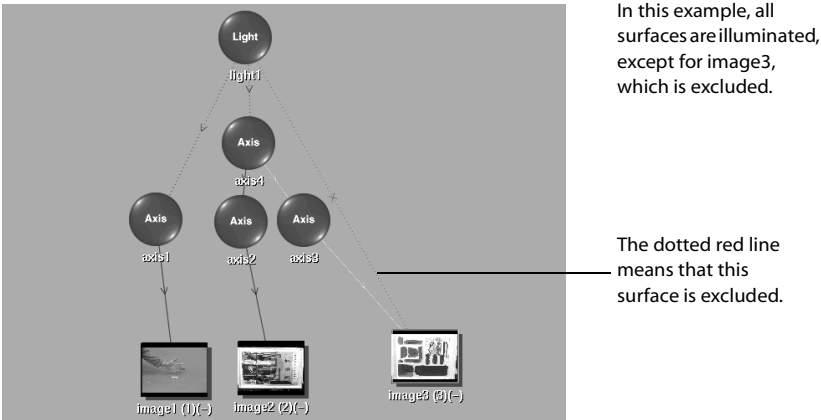 In this example, all
surfaces are illuminated,
except for image3,
which is excluded.
Light
light1
Axis
axis4
Axis
axis1
Axis
axis2
Axis
axis3
The dotted red line
means that this
surface is excluded.
image1 (1)(-)
image2 (2)(-)
image3 (3)(-)